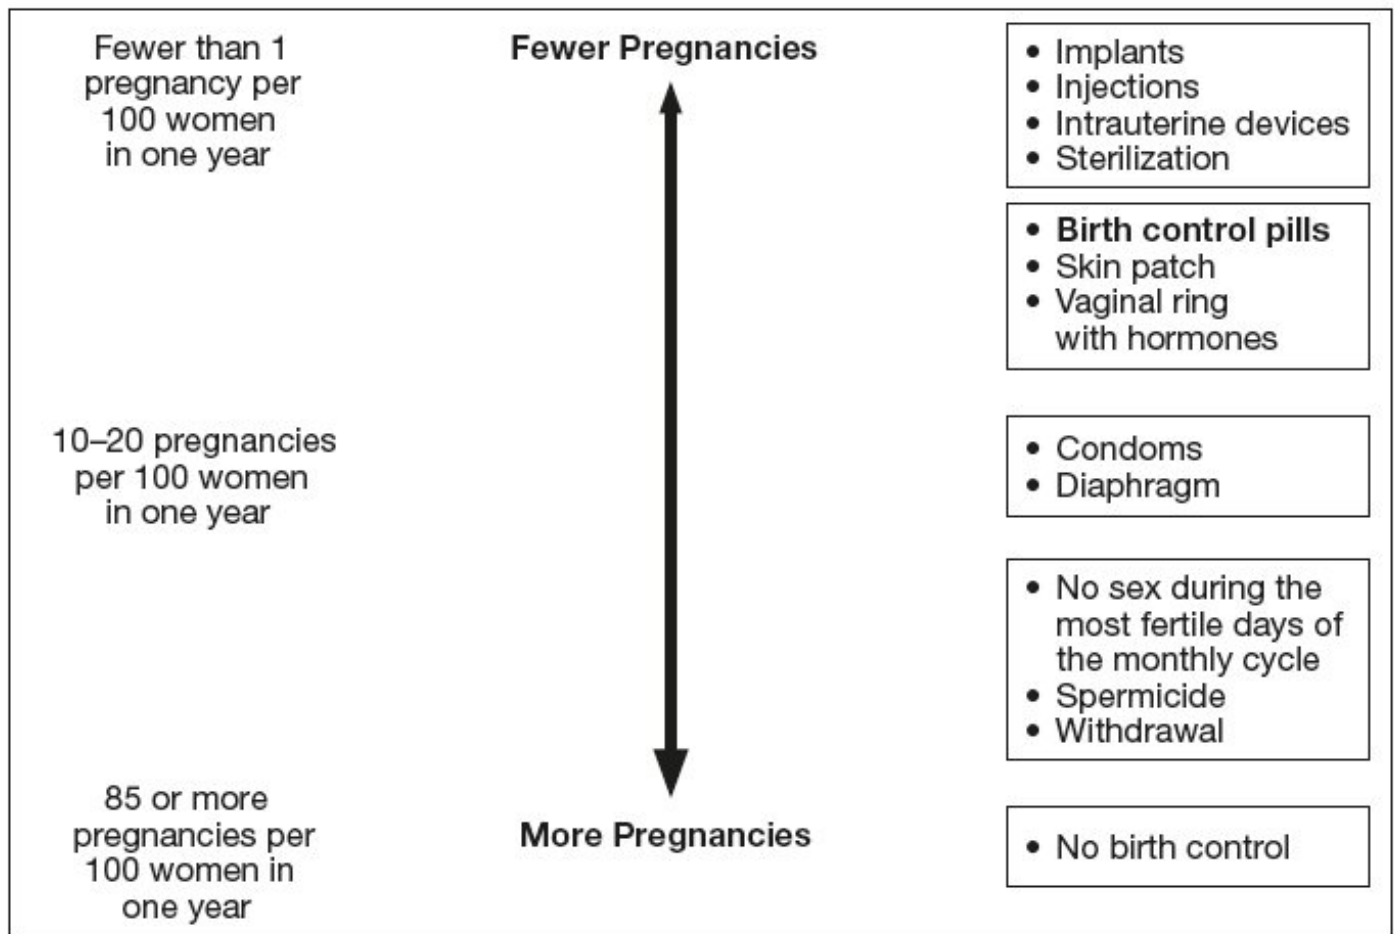 Fewer than 1
pregnancy per
100 women
in one year
Fewer Pregnancies
• Implants
• Injections
• Intrauterine devices
• Sterilization
• Birth control pills
• Skin patch
• Vaginal ring
with hormones
10–20 pregnancies
per 100 women
in one year
• Condoms
• Diaphragm
• No sex during the
most fertile days of
the monthly cycle
• Spermicide
• Withdrawal
85 or more
pregnancies per
100 women in
one year
More Pregnancies
• No birth control